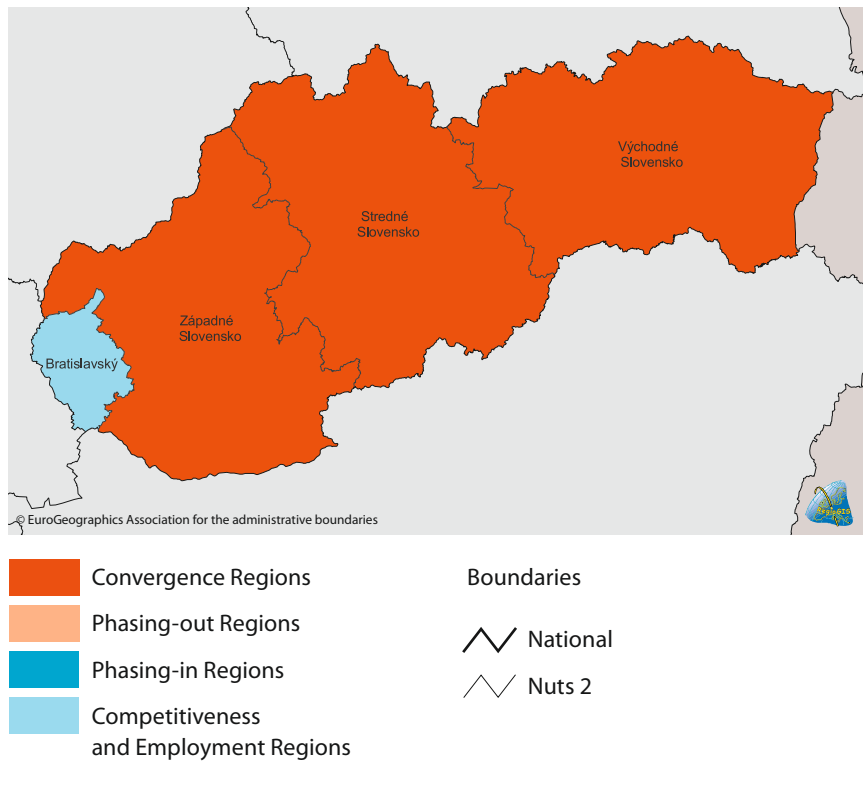 Východné
Slovensko
Stredné
Slovensko
Západné
Slovensko
Bratislavský
© EuroGeographics Association for the administrative boundaries
RegioGIS
Convergence Regions
Phasing-out Regions
Phasing-in Regions
Competitiveness
and Employment Regions
Boundaries
National
Nuts 2